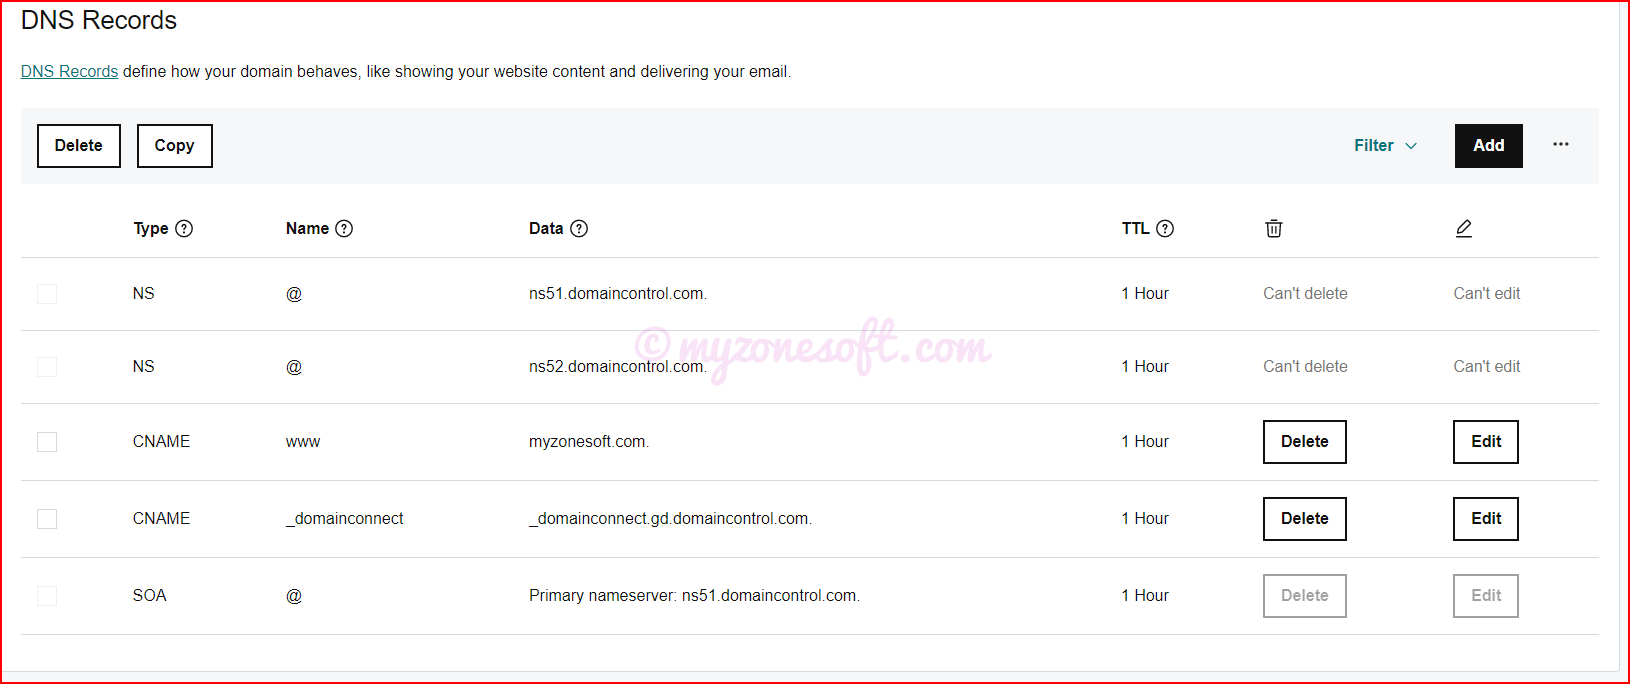 DNS Records
DNS Records define how your domain behaves, like showing your website content and delivering your email.
Delete Copy Filter Add ...
Type ? Name ? Data ? TTL ?
NS @ ns51.domaincontrol.com. 1 Hour Can't delete Can't edit
© myzonesoft.com
NS @ ns52.domaincontrol.com. 1 Hour Can't delete Can't edit
CNAME www myzonesoft.com. 1 Hour Delete Edit
CNAME _domainconnect _domainconnect.gd.domaincontrol.com. 1 Hour Delete Edit
SOA @ Primary nameserver: ns51.domaincontrol.com. 1 Hour Delete Edit